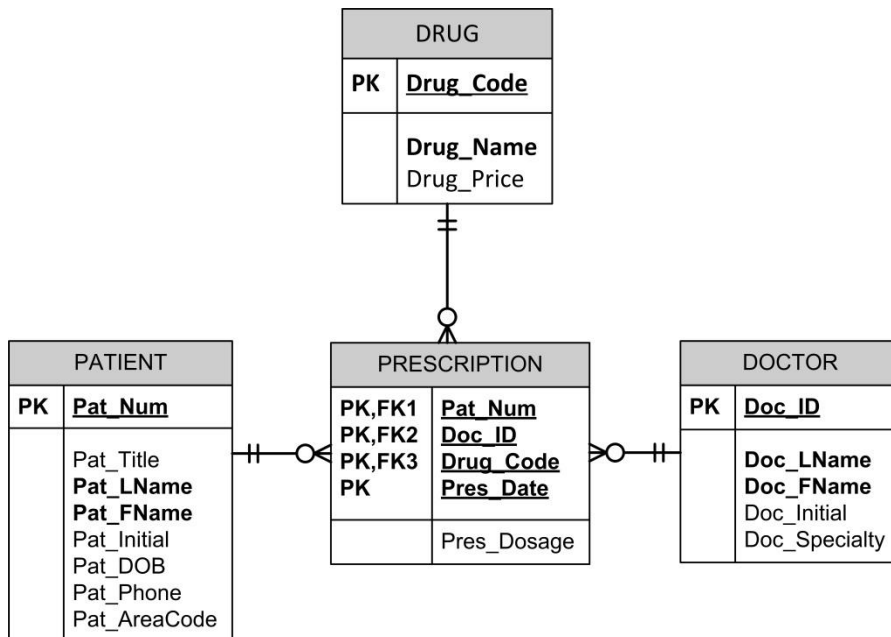 DRUG
PK Drug_Code
Drug_Name
Drug_Price
PATIENT
PK Pat_Num
Pat_Title
Pat_LName
Pat_FName
Pat_Initial
Pat_DOB
Pat_Phone
Pat_AreaCode
PRESCRIPTION
PK,FK1 Pat_Num
PK,FK2 Doc_ID
PK,FK3 Drug_Code
PK Pres_Date
Pres_Dosage
DOCTOR
PK Doc_ID
Doc_LName
Doc_FName
Doc_Initial
Doc_Specialty